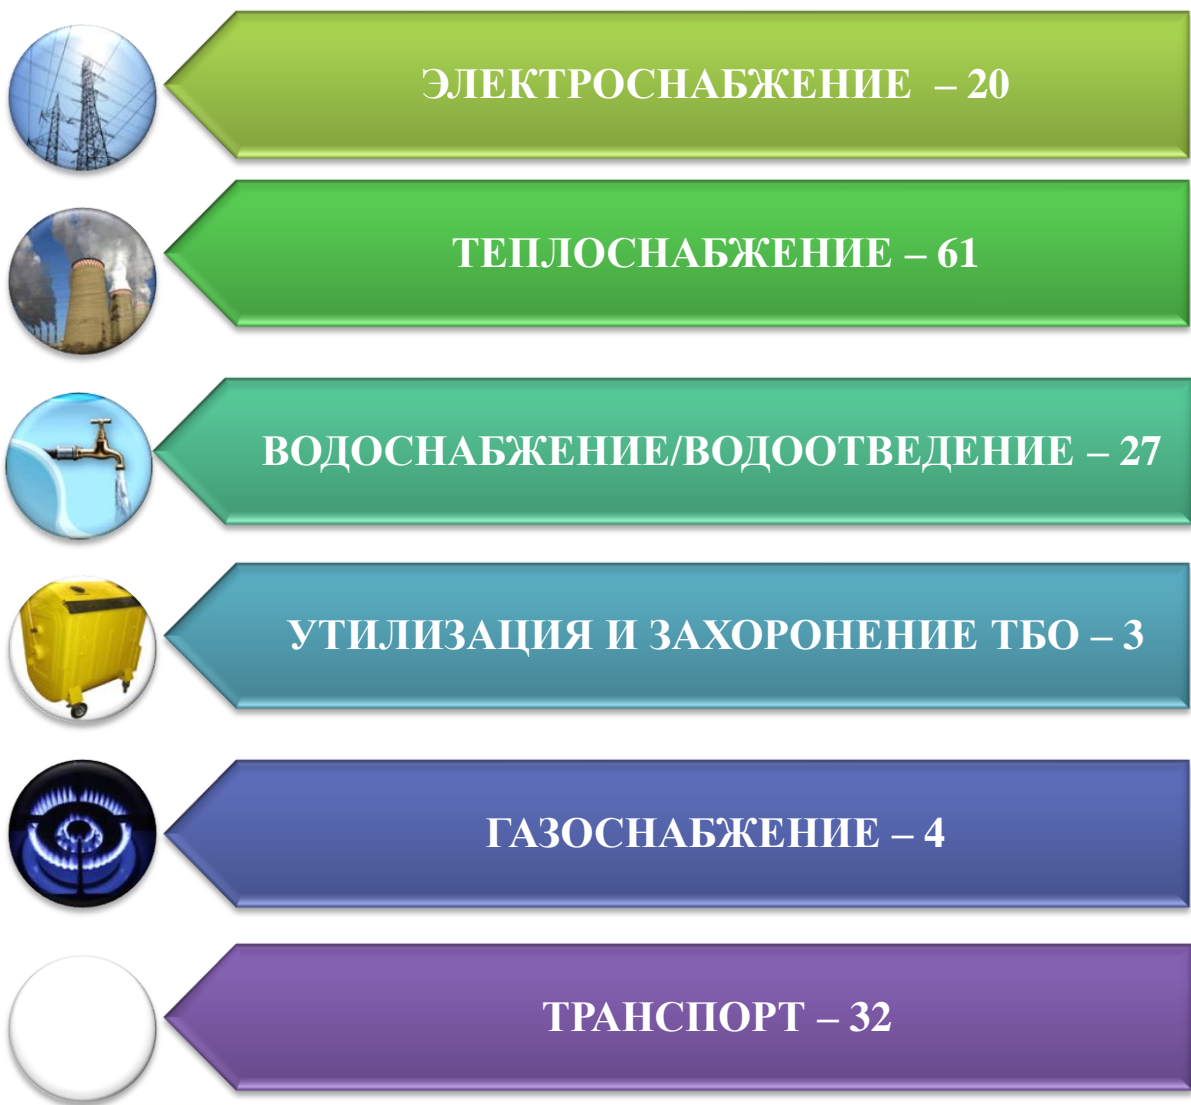 ЭЛЕКТРОСНАБЖЕНИЕ – 20
ТЕПЛОСНАБЖЕНИЕ – 61
ВОДОСНАБЖЕНИЕ/ВОДООТВЕДЕНИЕ – 27
УТИЛИЗАЦИЯ И ЗАХОРОНЕНИЕ ТБО – 3
ГАЗОСНАБЖЕНИЕ – 4
ТРАНСПОРТ – 32